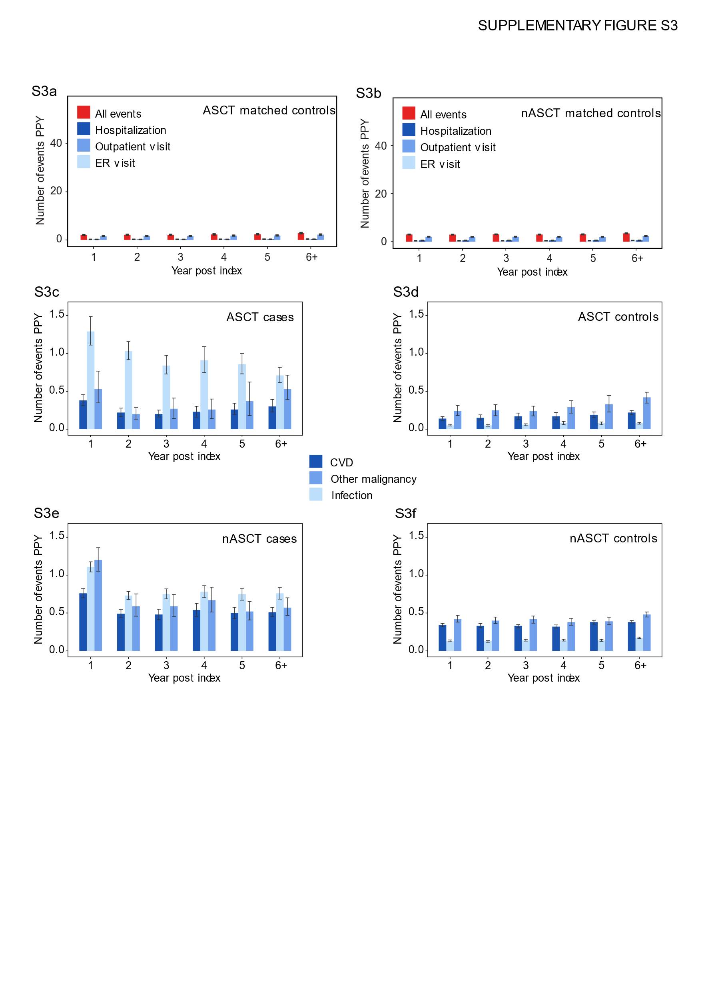 SUPPLEMENTARY FIGURE S3
S3a
ASCT matched controls
All events
Hospitalization
Outpatient visit
ER visit
Number of events PPY
40
20
0
1 2 3 4 5 6+
Year post index
S3b
nASCT matched controls
All events
Hospitalization
Outpatient visit
ER visit
Number of events PPY
40
20
0
1 2 3 4 5 6+
Year post index
S3c
ASCT cases
Number of events PPY
1.5
1.0
0.5
0.0
1 2 3 4 5 6+
Year post index
S3d
ASCT controls
Number of events PPY
1.5
1.0
0.5
0.0
1 2 3 4 5 6+
Year post index
CVD
Other malignancy
Infection
S3e
nASCT cases
Number of events PPY
1.5
1.0
0.5
0.0
1 2 3 4 5 6+
Year post index
S3f
nASCT controls
Number of events PPY
1.5
1.0
0.5
0.0
1 2 3 4 5 6+
Year post index